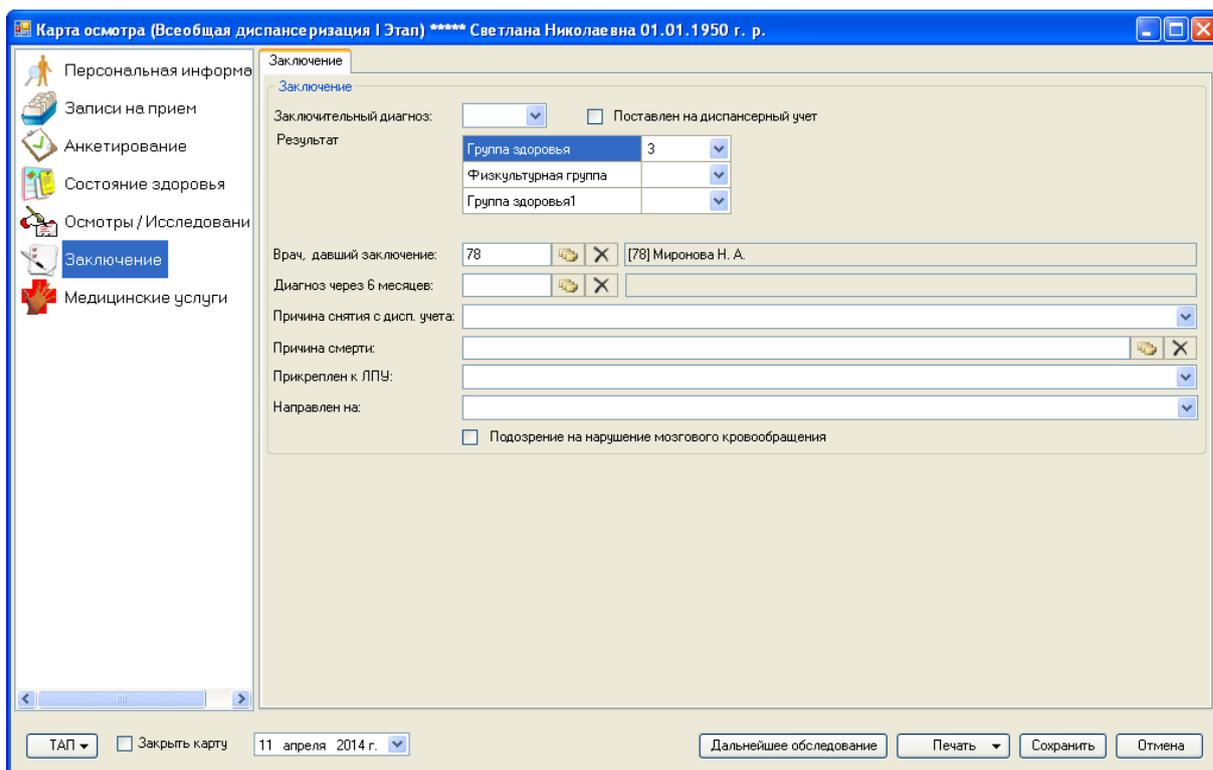 Карта осмотра (Всеобщая диспансеризация I Этап) ***** Светлана Николаевна 01.01.1950 г. р.
Персональная информа
Записи на прием
Анкетирование
Состояние здоровья
Осмотры / Исследовани
Заключение
Медицинские услуги
Заключение
Заключение
Заключительный диагноз: Поставлен на диспансерный учет
Результат
Группа здоровья 3
Физкультурная группа
Группа здоровья1
Врач, давший заключение: 78 [78] Миронова Н. А.
Диагноз через 6 месяцев:
Причина снятия с дисп. учета:
Причина смерти:
Прикреплен к ЛПУ:
Направлен на:
Подозрение на нарушение мозгового кровообращения
ТАП Закрыть карту 11 апреля 2014 г. Дальнейшее обследование Печать Сохранить Отмена